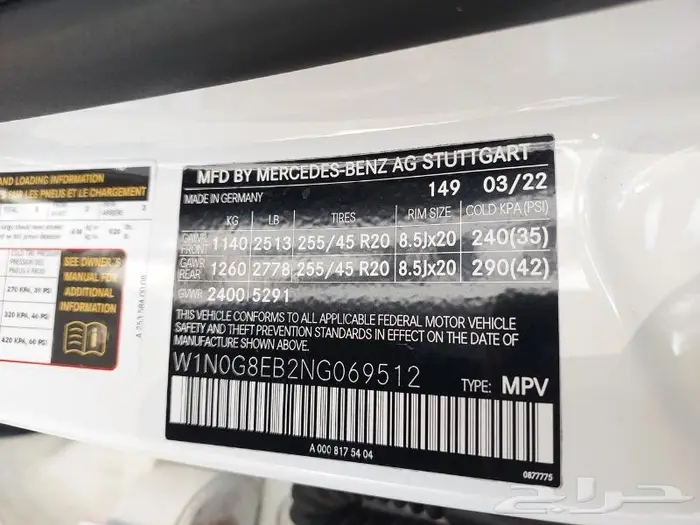 AND LOADING INFORMATION
SUR LES PNEUS ET LE CHARGEMENT
SEE OWNER'S
MANUAL FOR
ADDITIONAL
INFORMATION
270 KPA, 39 PSI
320 KPA, 46 PSI
420 KPA, 60 PSI
MFD BY MERCEDES-BENZ AG STUTTGART
MADE IN GERMANY
149 03/22
KG LB TIRES RIM SIZE COLD KPA (PSI)
GAWR FRONT 1140 2513 255/45 R20 8.5Jx20 240(35)
GAWR REAR 1260 2778 255/45 R20 8.5Jx20 290(42)
GVWR 2400 5291
THIS VEHICLE CONFORMS TO ALL APPLICABLE FEDERAL MOTOR VEHICLE
SAFETY AND THEFT PREVENTION STANDARDS IN EFFECT ON THE DATE OF
MANUFACTURE SHOWN ABOVE.
W1N0G8EB2NG069512
TYPE: MPV
A 000 817 54 04
0877775
حراج